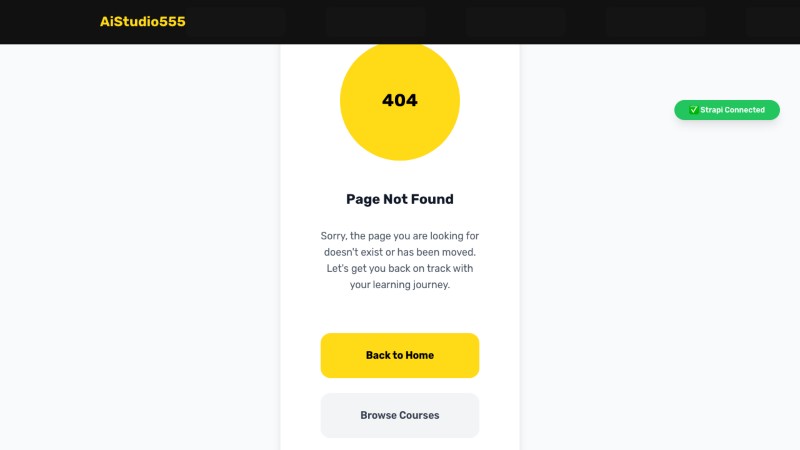 AiStudio555
404
✅ Strapi Connected
Page Not Found
Sorry, the page you are looking for
doesn't exist or has been moved.
Let's get you back on track with
your learning journey.
Back to Home
Browse Courses